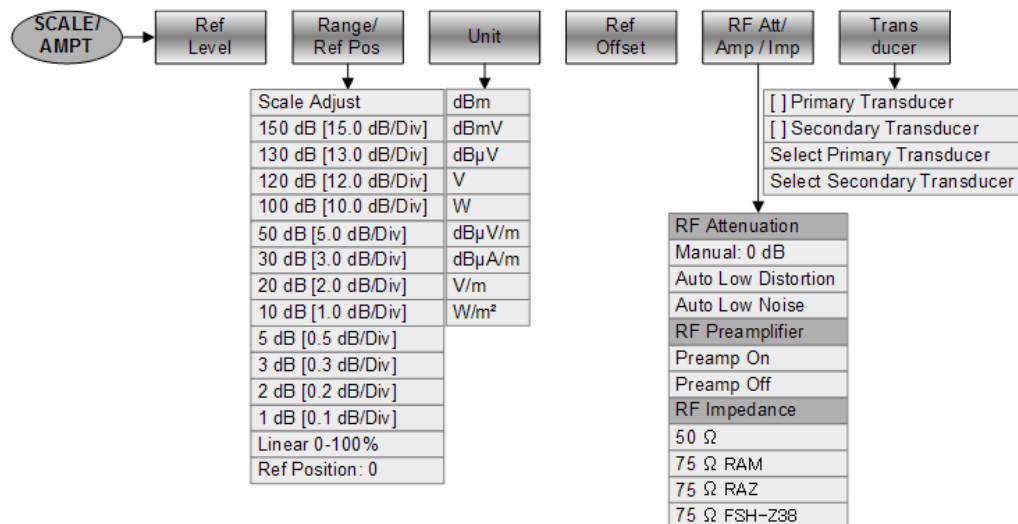 SCALE/
AMPT
Ref
Level
Range/
Ref Pos
Unit
Ref
Offset
RF Att/
Amp / Imp
Trans
ducer
Scale Adjust
150 dB [15.0 dB/Div]
130 dB [13.0 dB/Div]
120 dB [12.0 dB/Div]
100 dB [10.0 dB/Div]
50 dB [5.0 dB/Div]
30 dB [3.0 dB/Div]
20 dB [2.0 dB/Div]
10 dB [1.0 dB/Div]
5 dB [0.5 dB/Div]
3 dB [0.3 dB/Div]
2 dB [0.2 dB/Div]
1 dB [0.1 dB/Div]
Linear 0-100%
Ref Position: 0
dBm
dBmV
dBµV
V
W
dBµV/m
dBµA/m
V/m
W/m²
RF Attenuation
Manual: 0 dB
Auto Low Distortion
Auto Low Noise
RF Preamplifier
Preamp On
Preamp Off
RF Impedance
50 Ω
75 Ω RAM
75 Ω RAZ
75 Ω FSH-Z38
[ ] Primary Transducer
[ ] Secondary Transducer
Select Primary Transducer
Select Secondary Transducer